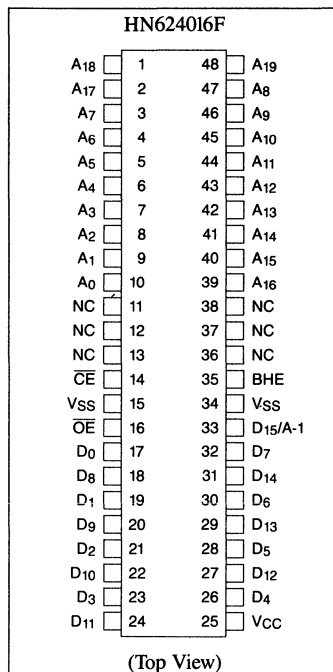 HN624016F
A18 1 48 A19
A17 2 47 A8
A7 3 46 A9
A6 4 45 A10
A5 5 44 A11
A4 6 43 A12
A3 7 42 A13
A2 8 41 A14
A1 9 40 A15
A0 10 39 A16
NC 11 38 NC
NC 12 37 NC
NC 13 36 NC
C̅E̅ 14 35 BHE
VSS 15 34 VSS
O̅E̅ 16 33 D15/A-1
D0 17 32 D7
D8 18 31 D14
D1 19 30 D6
D9 20 29 D13
D2 21 28 D5
D10 22 27 D12
D3 23 26 D4
D11 24 25 VCC
(Top View)